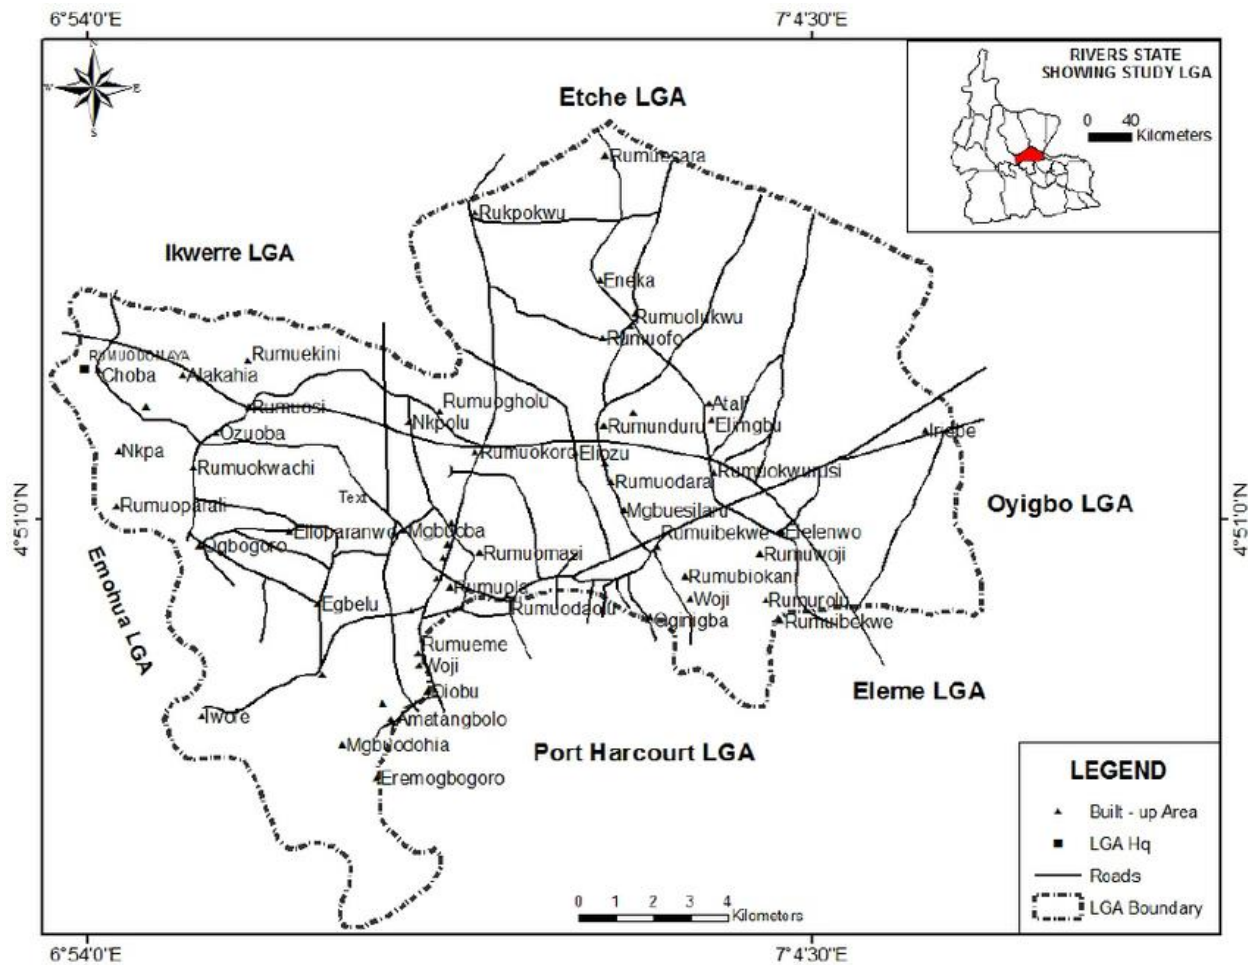 6°54'0"E
7°4'30"E
N
W
E
S
RIVERS STATE
SHOWING STUDY LGA
0 40
Kilometers
Etche LGA
Rumuesara
Rukpokwu
Ikwerre LGA
Eneka
Rumuolukwu
Rumuofo
RUMUODOMAYA
Rumuekini
Choba
Alakahia
Rumuosi
Rumuogholu
Nkpolu
Atali
Elimgbu
Rumunduru
Ozuoba
Iriebe
Nkpa
Rumuokoro
Eliozu
Rumuokwachi
Rumuodara
Rumuokwurusi
Text
Rumuoparali
Mgbuesilaru
Oyigbo LGA
4°51'0"N
4°51'0"N
Elioparanwo
Mgbuoba
Rumuibekwe
Elelenwo
Ogbogoro
Rumuomasi
Rumuwoji
Emohua LGA
Rumuola
Rumubiokani
Egbelu
Rumuodaolu
Woji
Rumurolu
Oginigba
Rumuibekwe
Rumueme
Woji
Diobu
Eleme LGA
Iwore
Amatangbolo
Mgbuodohia
Port Harcourt LGA
Eremogbogoro
LEGEND
Built - up Area
LGA Hq
Roads
LGA Boundary
0 1 2 3 4
Kilometers
6°54'0"E
7°4'30"E